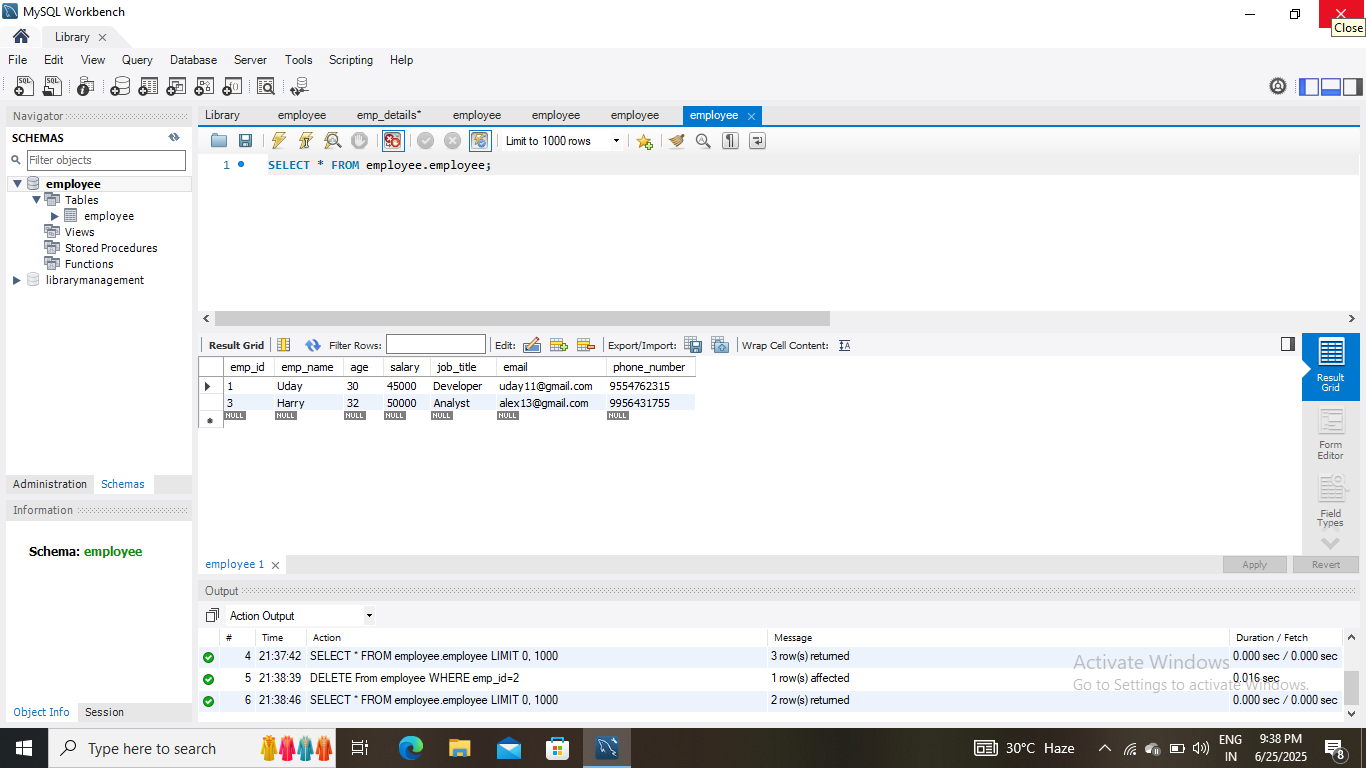 MySQL Workbench
Close
Library
File Edit View Query Database Server Tools Scripting Help
Navigator
SCHEMAS
Filter objects
employee
Tables
employee
Views
Stored Procedures
Functions
librarymanagement
Administration Schemas
Information
Schema: employee
Object Info Session
Library employee emp_details* employee employee employee employee
Limit to 1000 rows
1 SELECT * FROM employee.employee;
Result Grid Filter Rows: Edit: Export/Import: Wrap Cell Content:
emp_id emp_name age salary job_title email phone_number
1 Uday 30 45000 Developer uday11@gmail.com 9554762315
3 Harry 32 50000 Analyst alex13@gmail.com 9956431755
NULL NULL NULL NULL NULL NULL NULL
Result
Grid
Form
Editor
Field
Types
employee 1
Apply Revert
Output
Action Output
# Time Action Message Duration / Fetch
4 21:37:42 SELECT * FROM employee.employee LIMIT 0, 1000 3 row(s) returned 0.000 sec / 0.000 sec
5 21:38:39 DELETE From employee WHERE emp_id=2 1 row(s) affected 0.016 sec
6 21:38:46 SELECT * FROM employee.employee LIMIT 0, 1000 2 row(s) returned 0.000 sec / 0.000 sec
Activate Windows
Go to Settings to activate Windows.
Type here to search
30°C Haze
ENG
IN
9:38 PM
6/25/2025
8